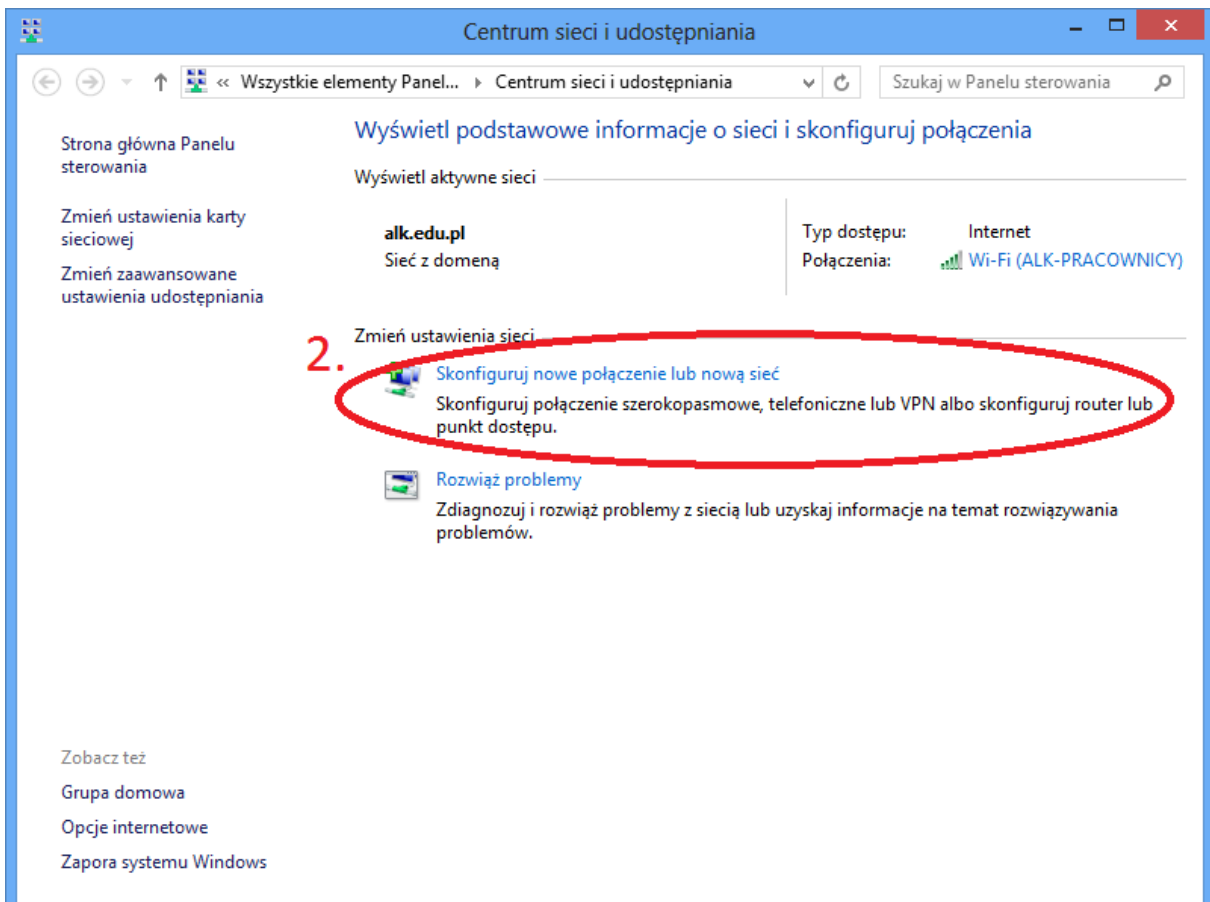 Centrum sieci i udostępniania
« Wszystkie elementy Panel... Centrum sieci i udostępniania
Szukaj w Panelu sterowania
Strona główna Panelu
sterowania
Zmień ustawienia karty
sieciowej
Zmień zaawansowane
ustawienia udostępniania
Wyświetl podstawowe informacje o sieci i skonfiguruj połączenia
Wyświetl aktywne sieci
alk.edu.pl
Sieć z domeną
Typ dostępu: Internet
Połączenia: Wi-Fi (ALK-PRACOWNICY)
Zmień ustawienia sieci
2.
Skonfiguruj nowe połączenie lub nową sieć
Skonfiguruj połączenie szerokopasmowe, telefoniczne lub VPN albo skonfiguruj router lub
punkt dostępu.
Rozwiąż problemy
Zdiagnozuj i rozwiąż problemy z siecią lub uzyskaj informacje na temat rozwiązywania
problemów.
Zobacz też
Grupa domowa
Opcje internetowe
Zapora systemu Windows